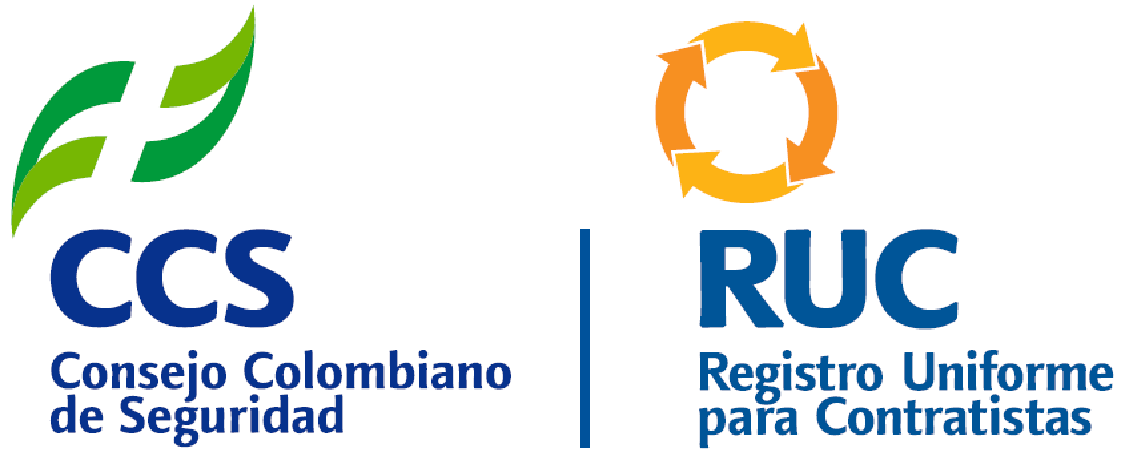 CCS
Consejo Colombiano
de Seguridad
RUC
Registro Uniforme
para Contratistas